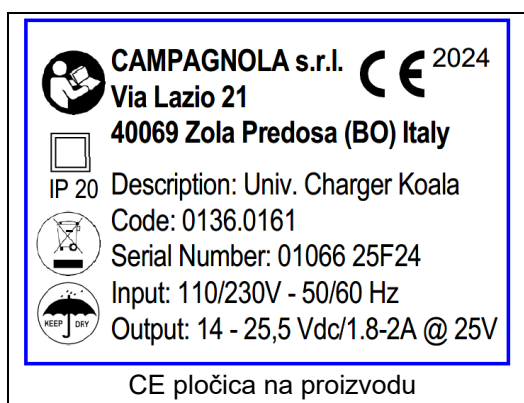 CAMPAGNOLA s.r.l. CE 2024
Via Lazio 21
40069 Zola Predosa (BO) Italy
IP 20
Description: Univ. Charger Koala
Code: 0136.0161
Serial Number: 01066 25F24
Input: 110/230V - 50/60 Hz
KEEP DRY
Output: 14 - 25,5 Vdc/1.8-2A @ 25V
CE pločica na proizvodu